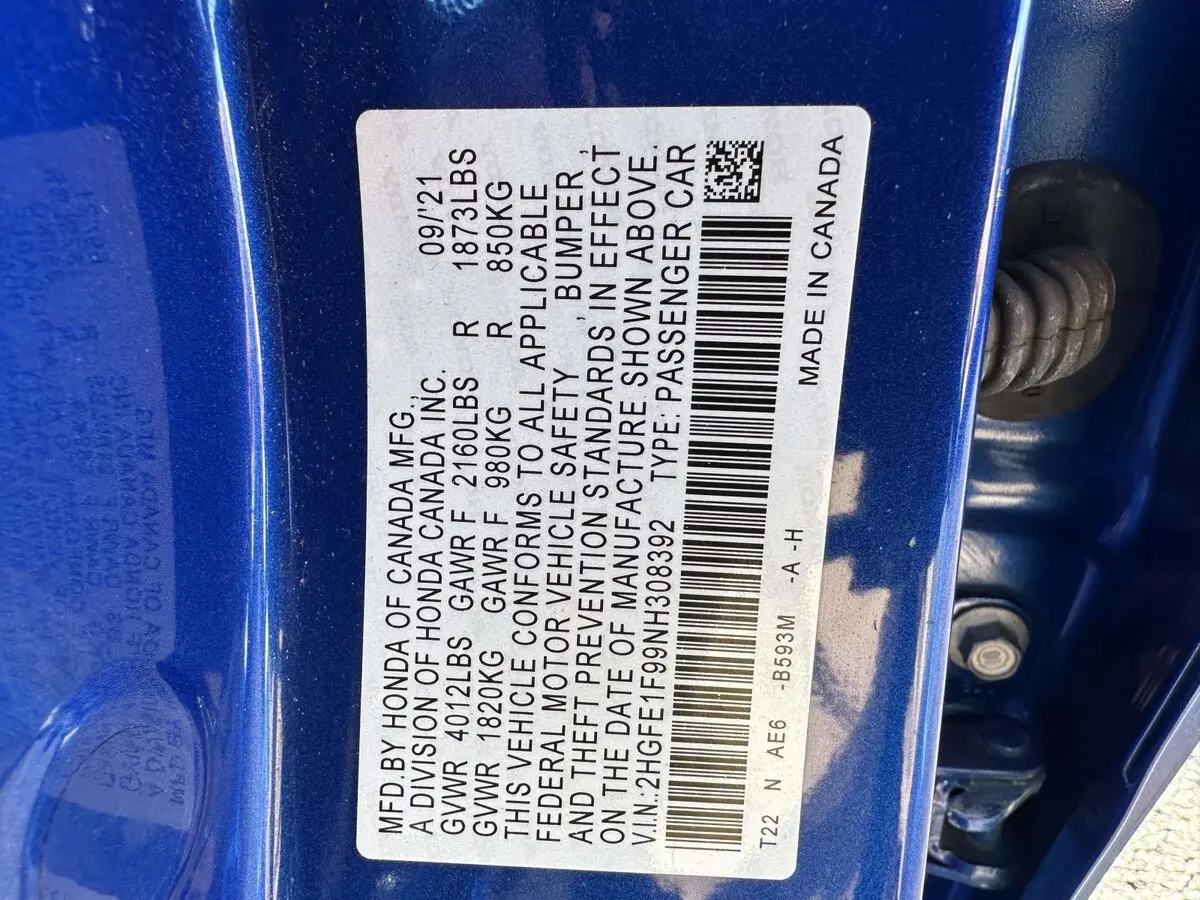 MFD.BY HONDA OF CANADA MFG.,
A DIVISION OF HONDA CANADA INC. 09/'21
GVWR 4012LBS GAWR F 2160LBS R 1873LBS
GVWR 1820KG GAWR F 980KG R 850KG
THIS VEHICLE CONFORMS TO ALL APPLICABLE
FEDERAL MOTOR VEHICLE SAFETY , BUMPER ,
AND THEFT PREVENTION STANDARDS IN EFFECT
ON THE DATE OF MANUFACTURE SHOWN ABOVE.
V.I.N.:2HGFE1F99NH308392 TYPE: PASSENGER CAR
T22 N AE6 -B593M -A -H
MADE IN CANADA